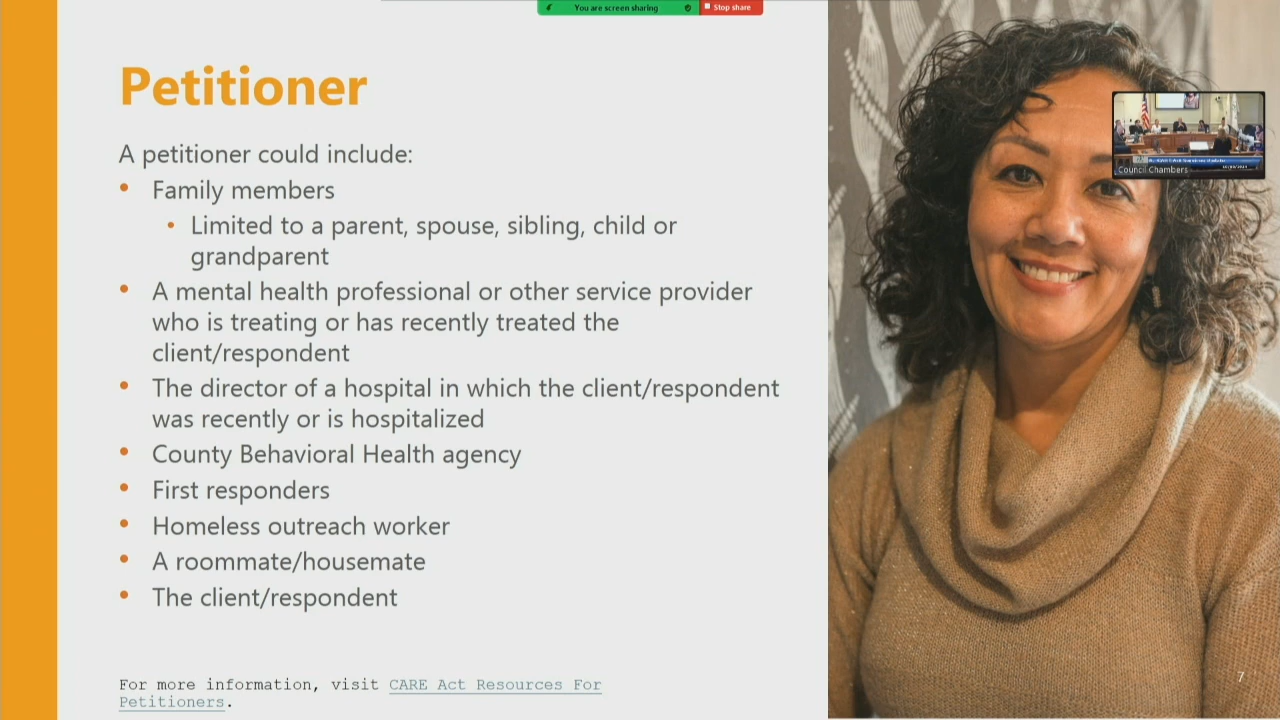 You are screen sharing
Stop share
Petitioner
A petitioner could include:
• Family members
• Limited to a parent, spouse, sibling, child or
grandparent
• A mental health professional or other service provider
who is treating or has recently treated the
client/respondent
• The director of a hospital in which the client/respondent
was recently or is hospitalized
• County Behavioral Health agency
• First responders
• Homeless outreach worker
• A roommate/housemate
• The client/respondent
Council Chambers
7
For more information, visit CARE Act Resources For
Petitioners.